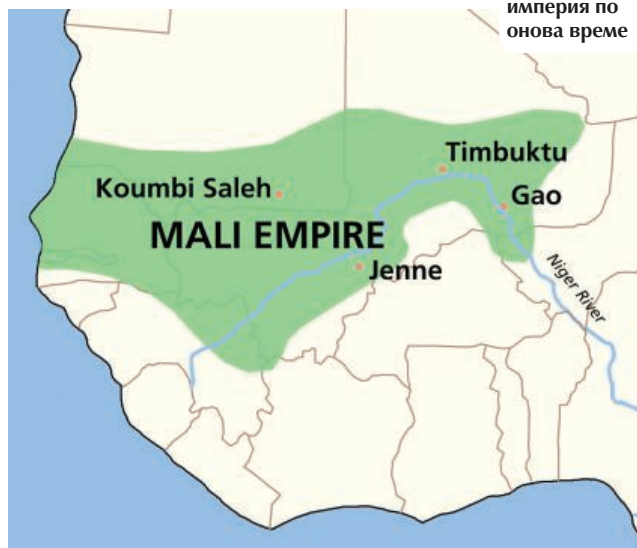 империя по
онова време
Timbuktu
Koumbi Saleh
Gao
MALI EMPIRE
Jenne
Niger River